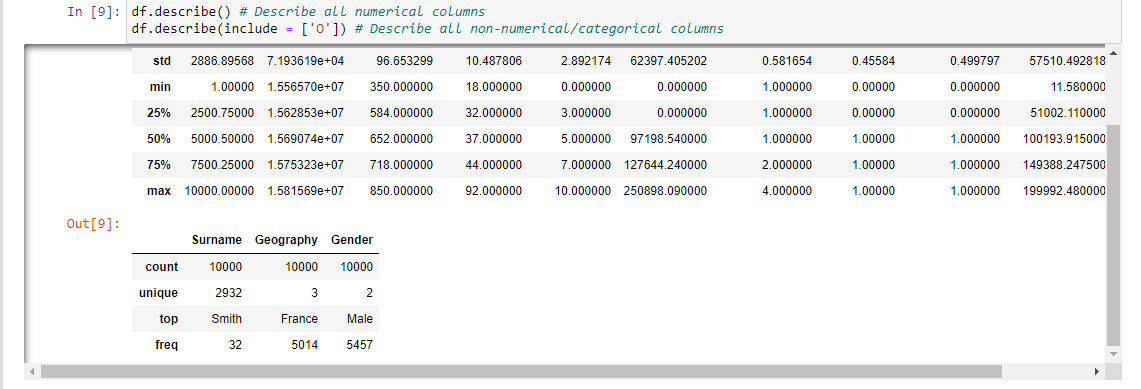 In [9]: df.describe() # Describe all numerical columns
df.describe(include = ['O']) # Describe all non-numerical/categorical columns
std 2886.89568 7.193619e+04 96.653299 10.487806 2.892174 62397.405202 0.581654 0.45584 0.499797 57510.492818
min 1.00000 1.556570e+07 350.000000 18.000000 0.000000 0.000000 1.000000 0.00000 0.000000 11.580000
25% 2500.75000 1.562853e+07 584.000000 32.000000 3.000000 0.000000 1.000000 0.00000 0.000000 51002.110000
50% 5000.50000 1.569074e+07 652.000000 37.000000 5.000000 97198.540000 1.000000 1.00000 1.000000 100193.915000
75% 7500.25000 1.575323e+07 718.000000 44.000000 7.000000 127644.240000 2.000000 1.00000 1.000000 149388.247500
max 10000.00000 1.581569e+07 850.000000 92.000000 10.000000 250898.090000 4.000000 1.00000 1.000000 199992.480000
Out[9]:
Surname Geography Gender
count 10000 10000 10000
unique 2932 3 2
top Smith France Male
freq 32 5014 5457